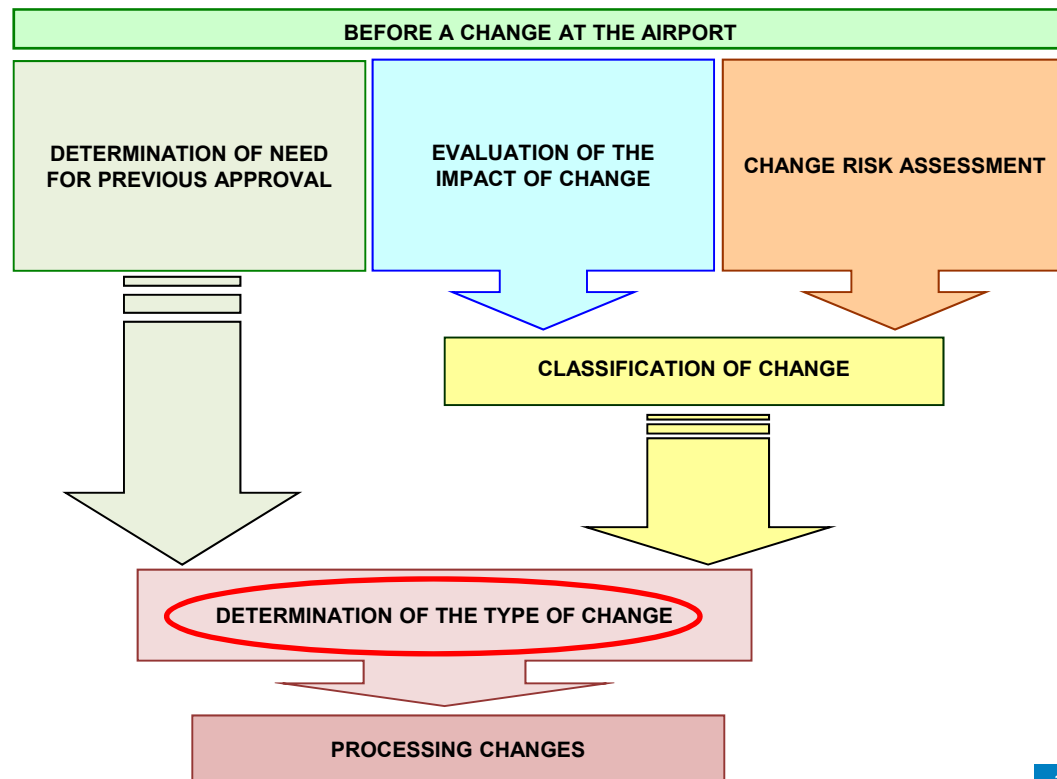 BEFORE A CHANGE AT THE AIRPORT
DETERMINATION OF NEED
FOR PREVIOUS APPROVAL
EVALUATION OF THE
IMPACT OF CHANGE
CHANGE RISK ASSESSMENT
CLASSIFICATION OF CHANGE
DETERMINATION OF THE TYPE OF CHANGE
PROCESSING CHANGES